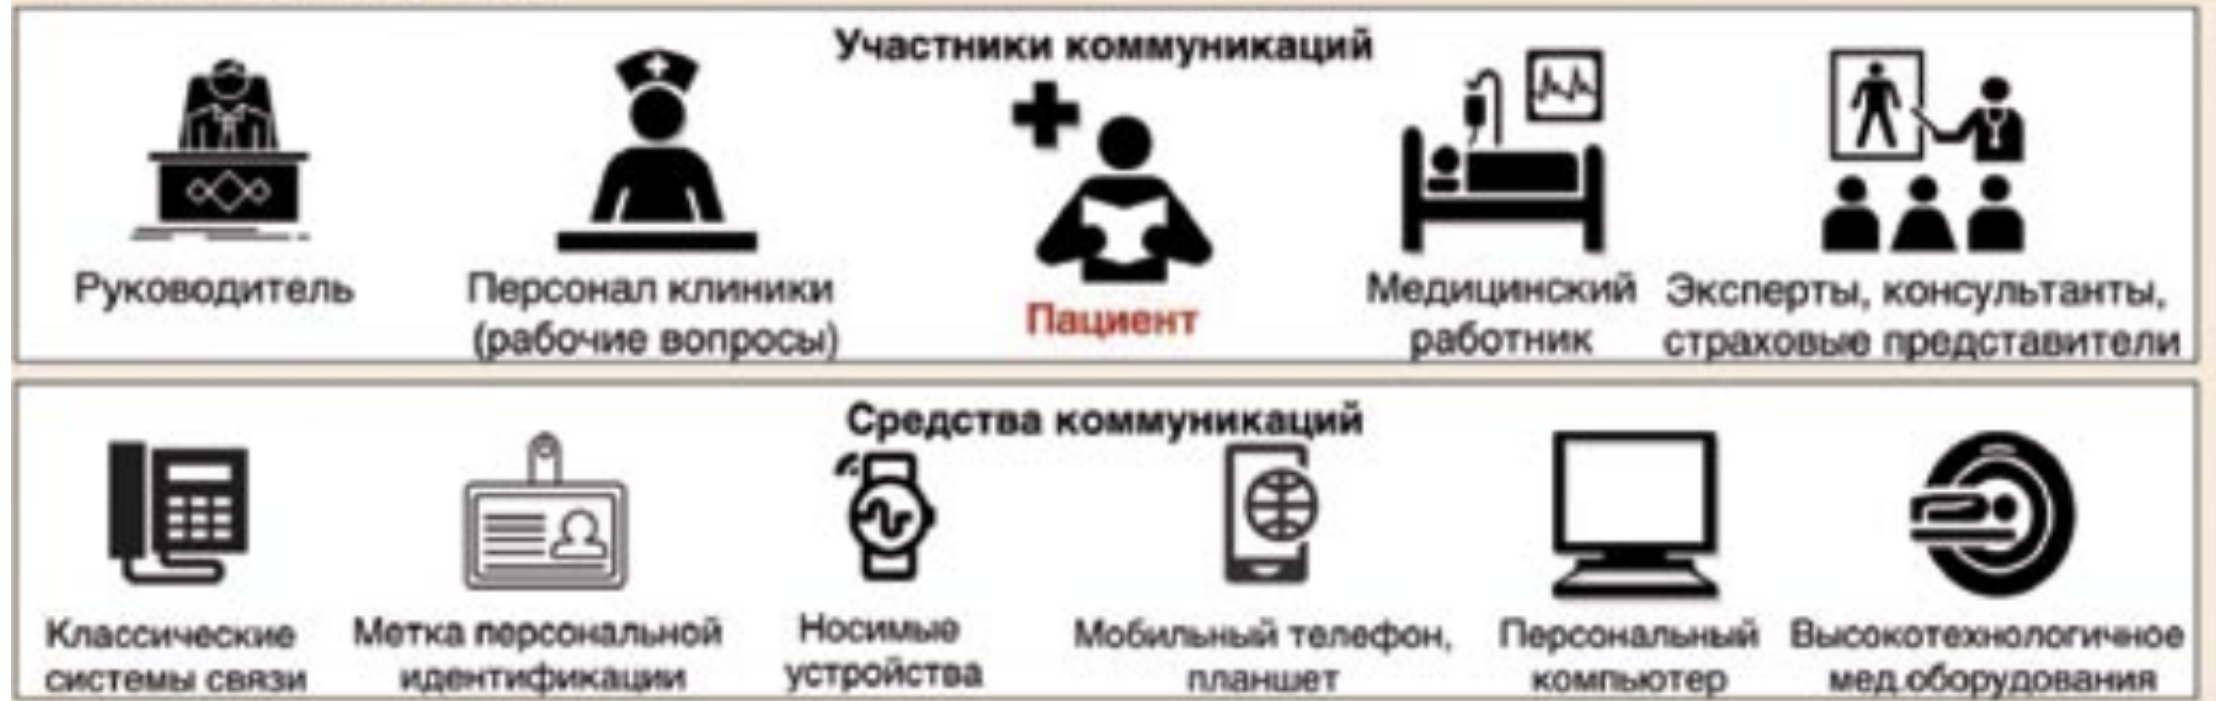 Участники коммуникаций
Руководитель
Персонал клиники
(рабочие вопросы)
Пациент
Медицинский
работник
Эксперты, консультанты,
страховые представители
Средства коммуникаций
Классические
системы связи
Метка персональной
идентификации
Носимые
устройства
Мобильный телефон,
планшет
Персональный
компьютер
Высокотехнологичное
мед.оборудования